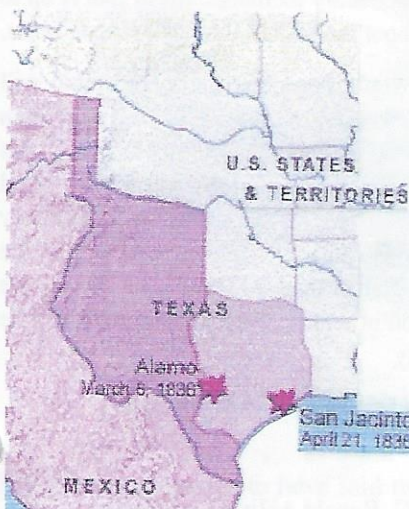 U.S. STATES
& TERRITORIES
TEXAS
Alamo
March 6, 1836
San Jacinto
April 21, 1836
MEXICO